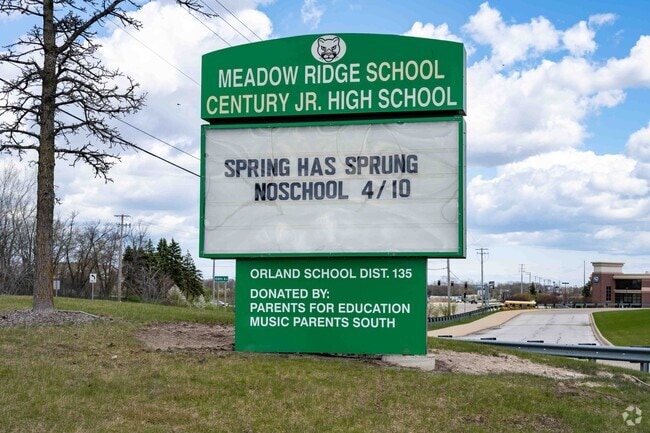 MEADOW RIDGE SCHOOL
CENTURY JR. HIGH SCHOOL
SPRING HAS SPRUNG
NOSCHOOL 4/10
ORLAND SCHOOL DIST. 135
DONATED BY:
PARENTS FOR EDUCATION
MUSIC PARENTS SOUTH